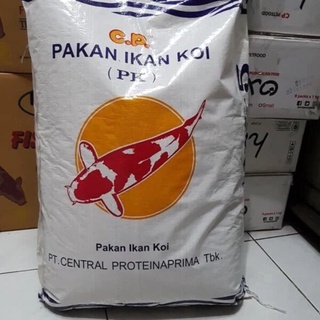 C.P.
PAKAN IKAN KOI
(PK)
Pakan Ikan Koi
PT. CENTRAL PROTEINAPRIMA Tbk.